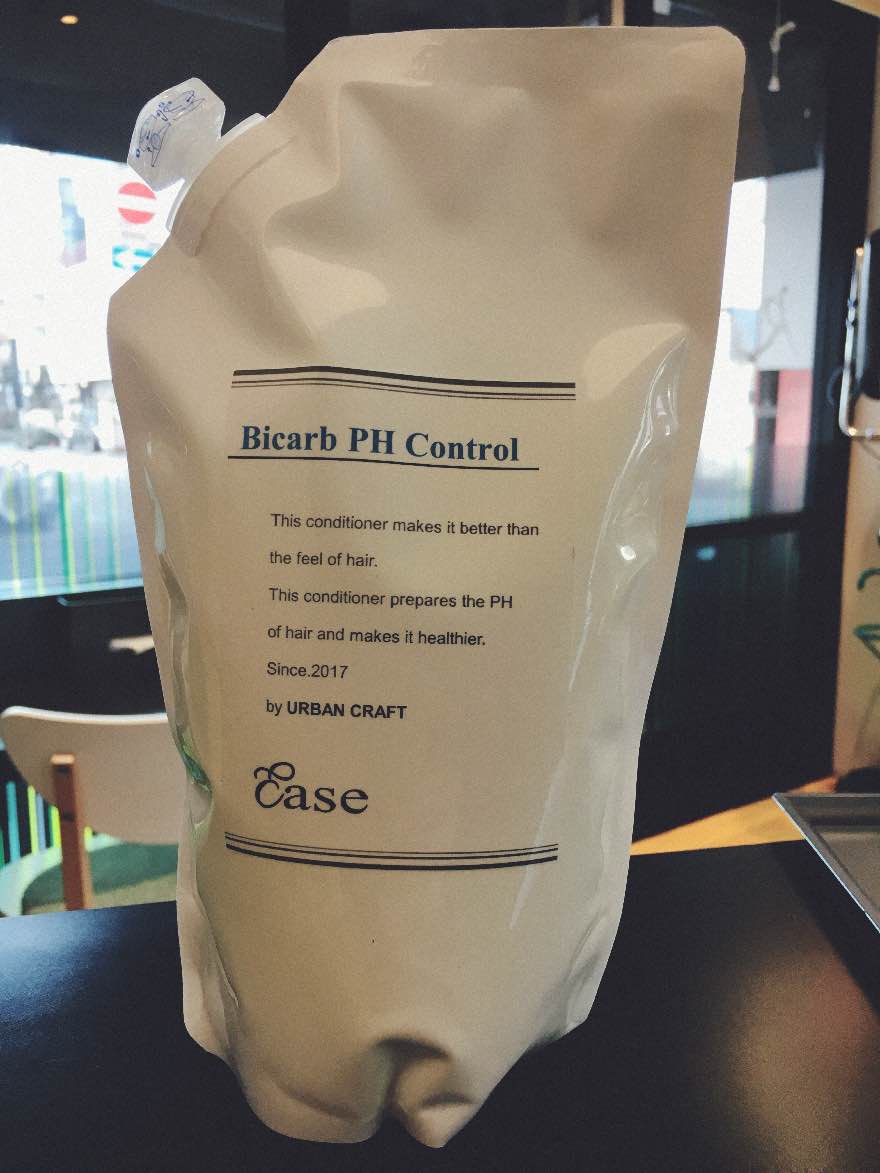 Bicarb PH Control
This conditioner makes it better than
the feel of hair.
This conditioner prepares the PH
of hair and makes it healthier.
Since.2017
by URBAN CRAFT
Ease